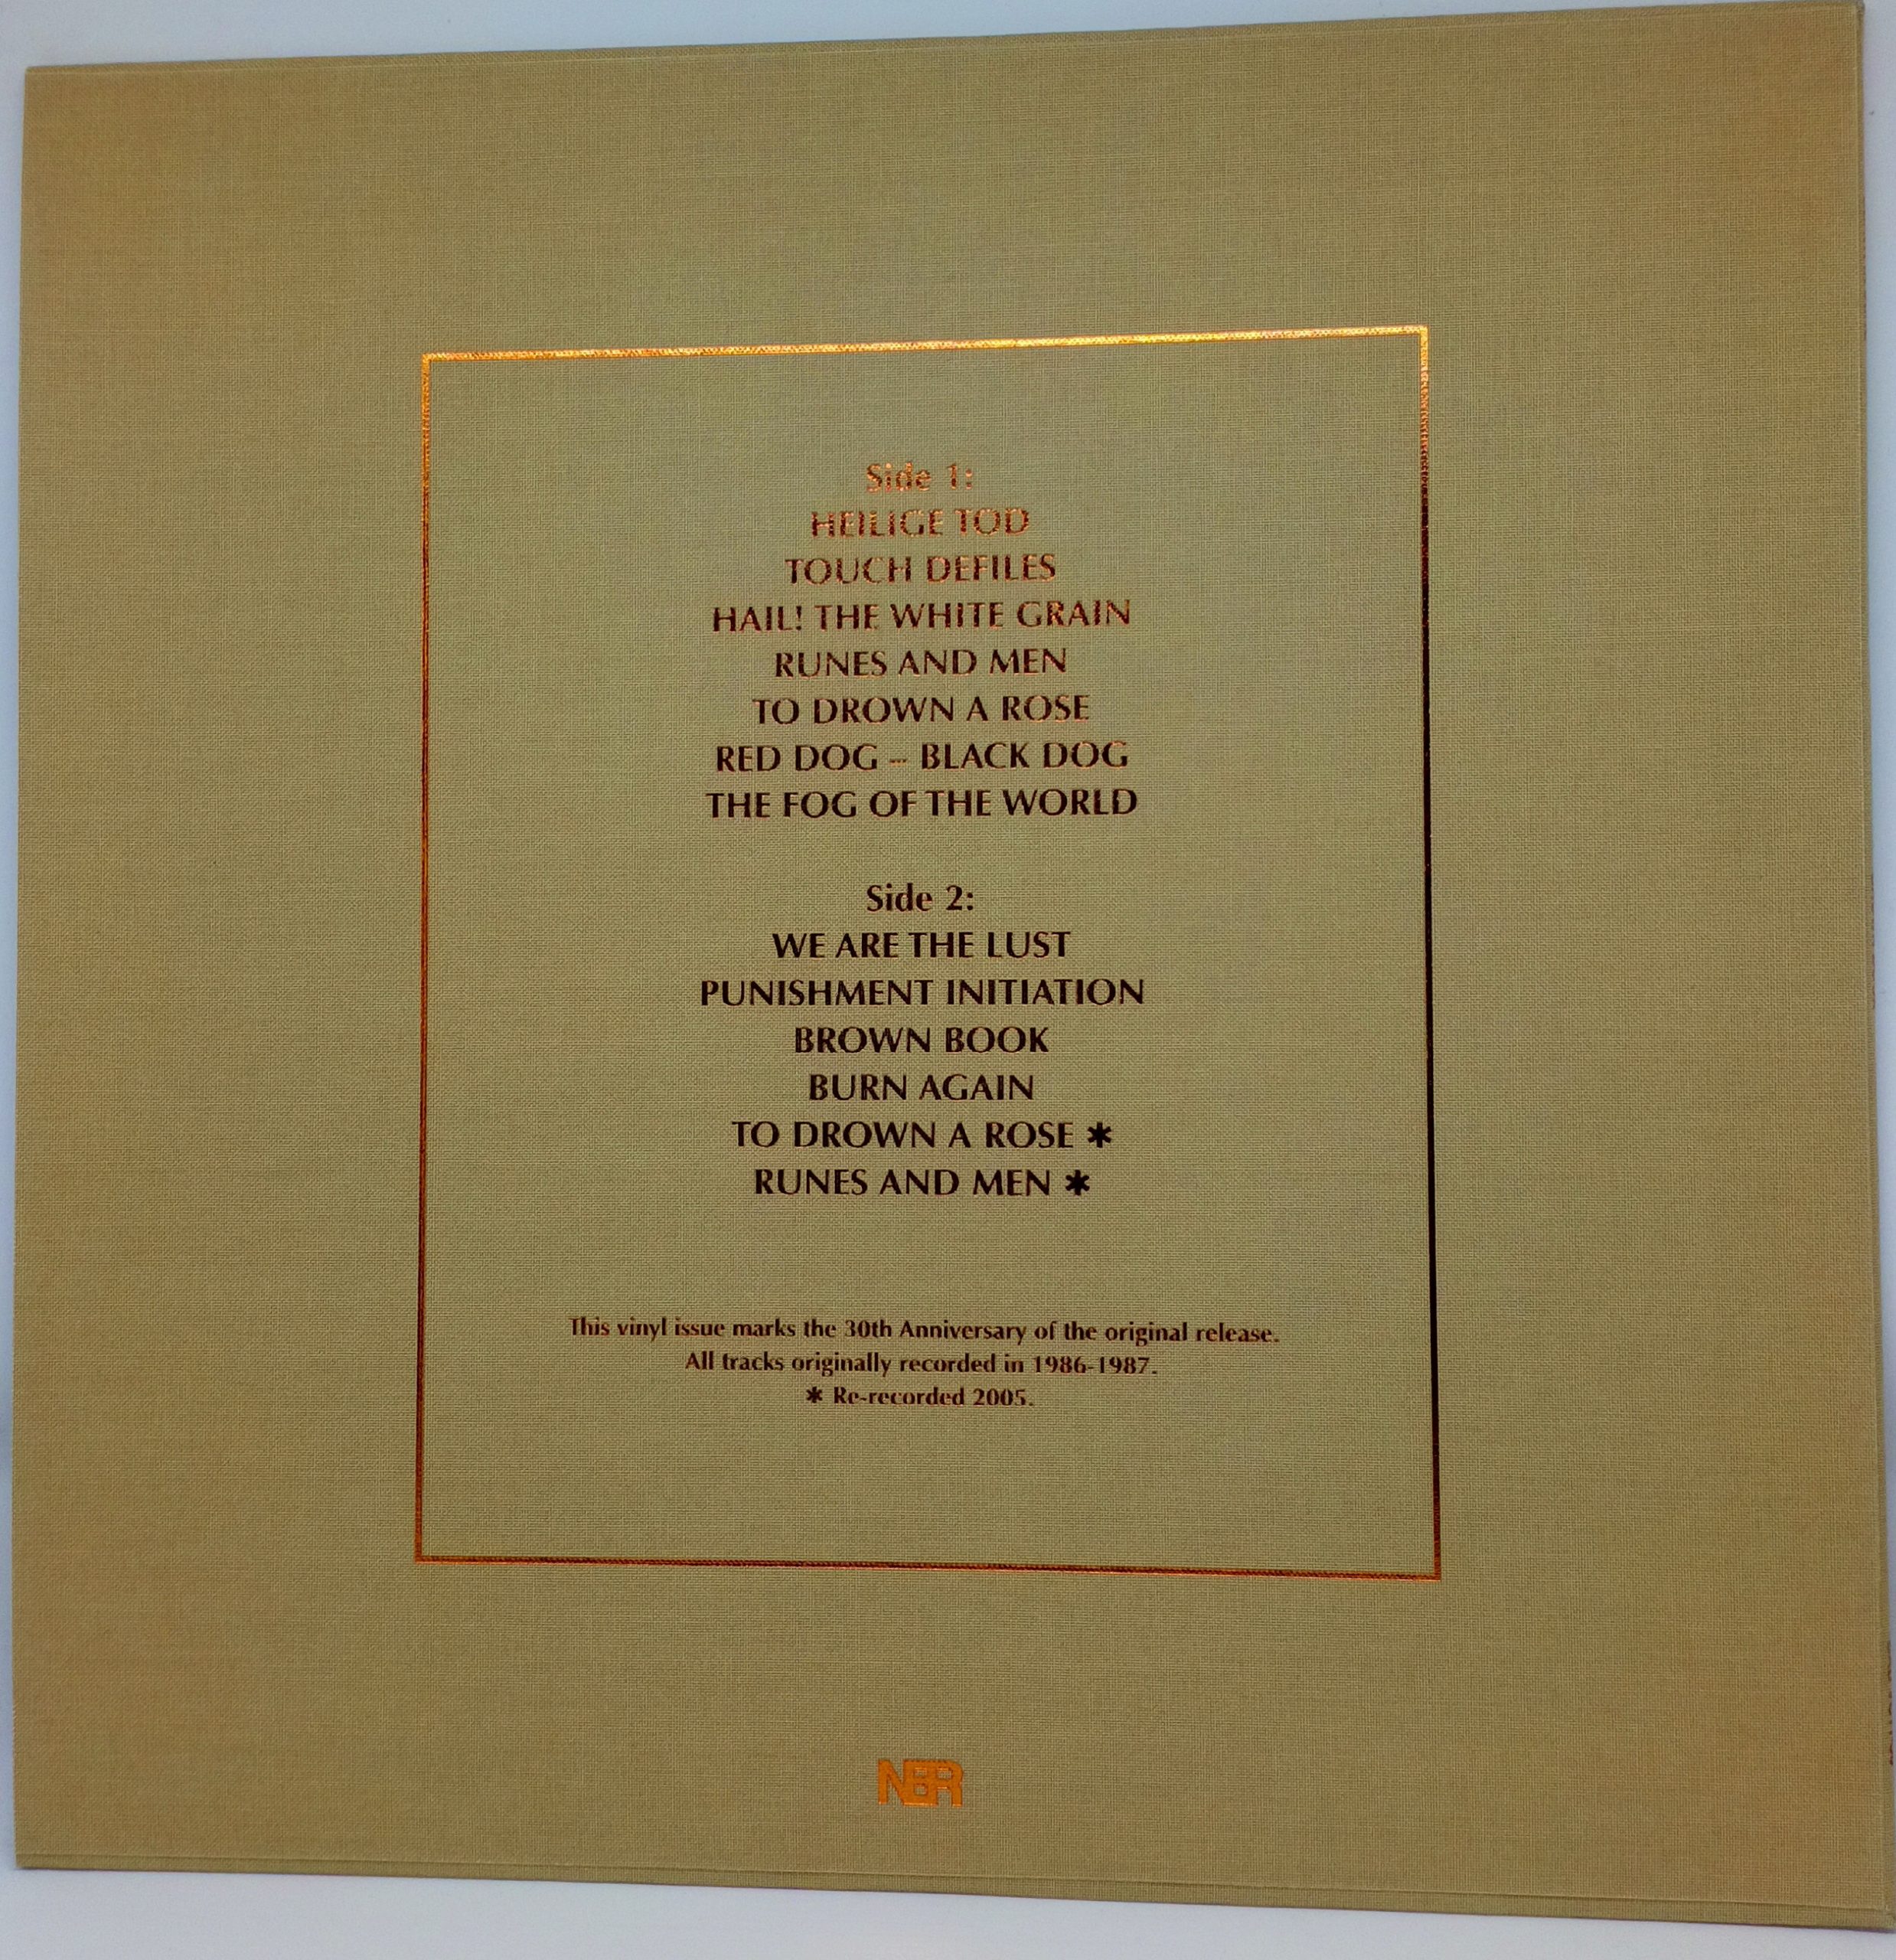 Side 1:
HEILIGE TOD
TOUCH DEFILES
HAIL! THE WHITE GRAIN
RUNES AND MEN
TO DROWN A ROSE
RED DOG – BLACK DOG
THE FOG OF THE WORLD
Side 2:
WE ARE THE LUST
PUNISHMENT INITIATION
BROWN BOOK
BURN AGAIN
TO DROWN A ROSE *
RUNES AND MEN *
This vinyl issue marks the 30th Anniversary of the original release.
All tracks originally recorded in 1986-1987.
* Re-recorded 2005.
NER